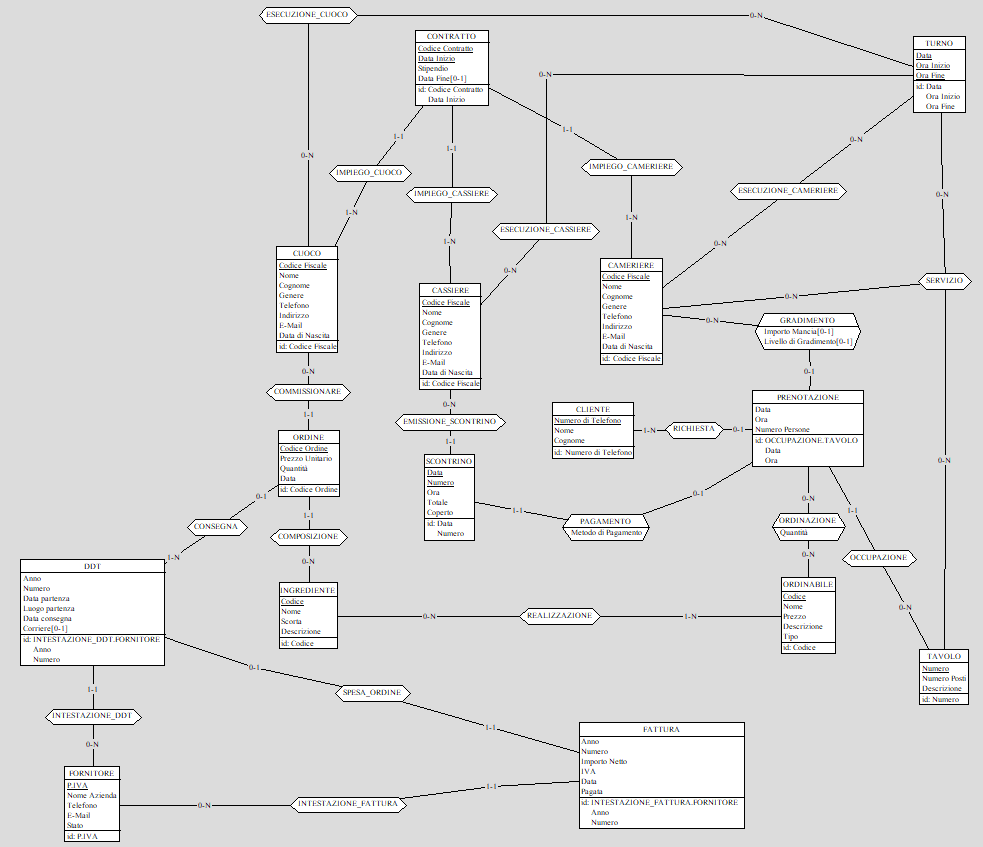 ESECUZIONE_CUOCO
0-N
CONTRATTO
Codice Contratto
Data Inizio
Stipendio
Data Fine[0-1]
id: Codice Contratto
Data Inizio
TURNO
Data
Ora Inizio
Ora Fine
id: Data
Ora Inizio
Ora Fine
0-N
1-1
1-1
1-1
0-N
0-N
IMPIEGO_CUOCO
IMPIEGO_CASSIERE
IMPIEGO_CAMERIERE
ESECUZIONE_CAMERIERE
0-N
1-N
1-N
1-N
ESECUZIONE_CASSIERE
0-N
0-N
CUOCO
Codice Fiscale
Nome
Cognome
Genere
Telefono
Indirizzo
E-Mail
Data di Nascita
id: Codice Fiscale
CASSIERE
Codice Fiscale
Nome
Cognome
Genere
Telefono
Indirizzo
E-Mail
Data di Nascita
id: Codice Fiscale
CAMERIERE
Codice Fiscale
Nome
Cognome
Genere
Telefono
Indirizzo
E-Mail
Data di Nascita
id: Codice Fiscale
SERVIZIO
0-N
0-N
GRADIMENTO
Importo Mancia[0-1]
Livello di Gradimento[0-1]
0-N
COMMISSIONARE
1-1
0-N
EMISSIONE_SCONTRINO
1-1
0-1
CLIENTE
Numero di Telefono
Nome
Cognome
id: Numero di Telefono
1-N
RICHIESTA
0-1
PRENOTAZIONE
Data
Ora
Numero Persone
id: OCCUPAZIONE.TAVOLO
Data
Ora
ORDINE
Codice Ordine
Prezzo Unitario
Quantità
Data
id: Codice Ordine
SCONTRINO
Data
Numero
Ora
Totale
Coperto
id: Data
Numero
0-N
0-1
0-1
1-1
1-1
PAGAMENTO
Metodo di Pagamento
0-N
1-1
CONSEGNA
COMPOSIZIONE
ORDINAZIONE
Quantità
OCCUPAZIONE
1-N
0-N
0-N
DDT
Anno
Numero
Data partenza
Luogo partenza
Data consegna
Corriere[0-1]
id: INTESTAZIONE_DDT.FORNITORE
Anno
Numero
INGREDIENTE
Codice
Nome
Scorta
Descrizione
id: Codice
0-N
REALIZZAZIONE
1-N
ORDINABILE
Codice
Nome
Prezzo
Descrizione
Tipo
id: Codice
0-N
TAVOLO
Numero
Numero Posti
Descrizione
id: Numero
0-1
1-1
SPESA_ORDINE
INTESTAZIONE_DDT
1-1
0-N
FORNITORE
P.IVA
Nome Azienda
Telefono
E-Mail
Stato
id: P.IVA
0-N
INTESTAZIONE_FATTURA
1-1
FATTURA
Anno
Numero
Importo Netto
IVA
Data
Pagata
id: INTESTAZIONE_FATTURA.FORNITORE
Anno
Numero